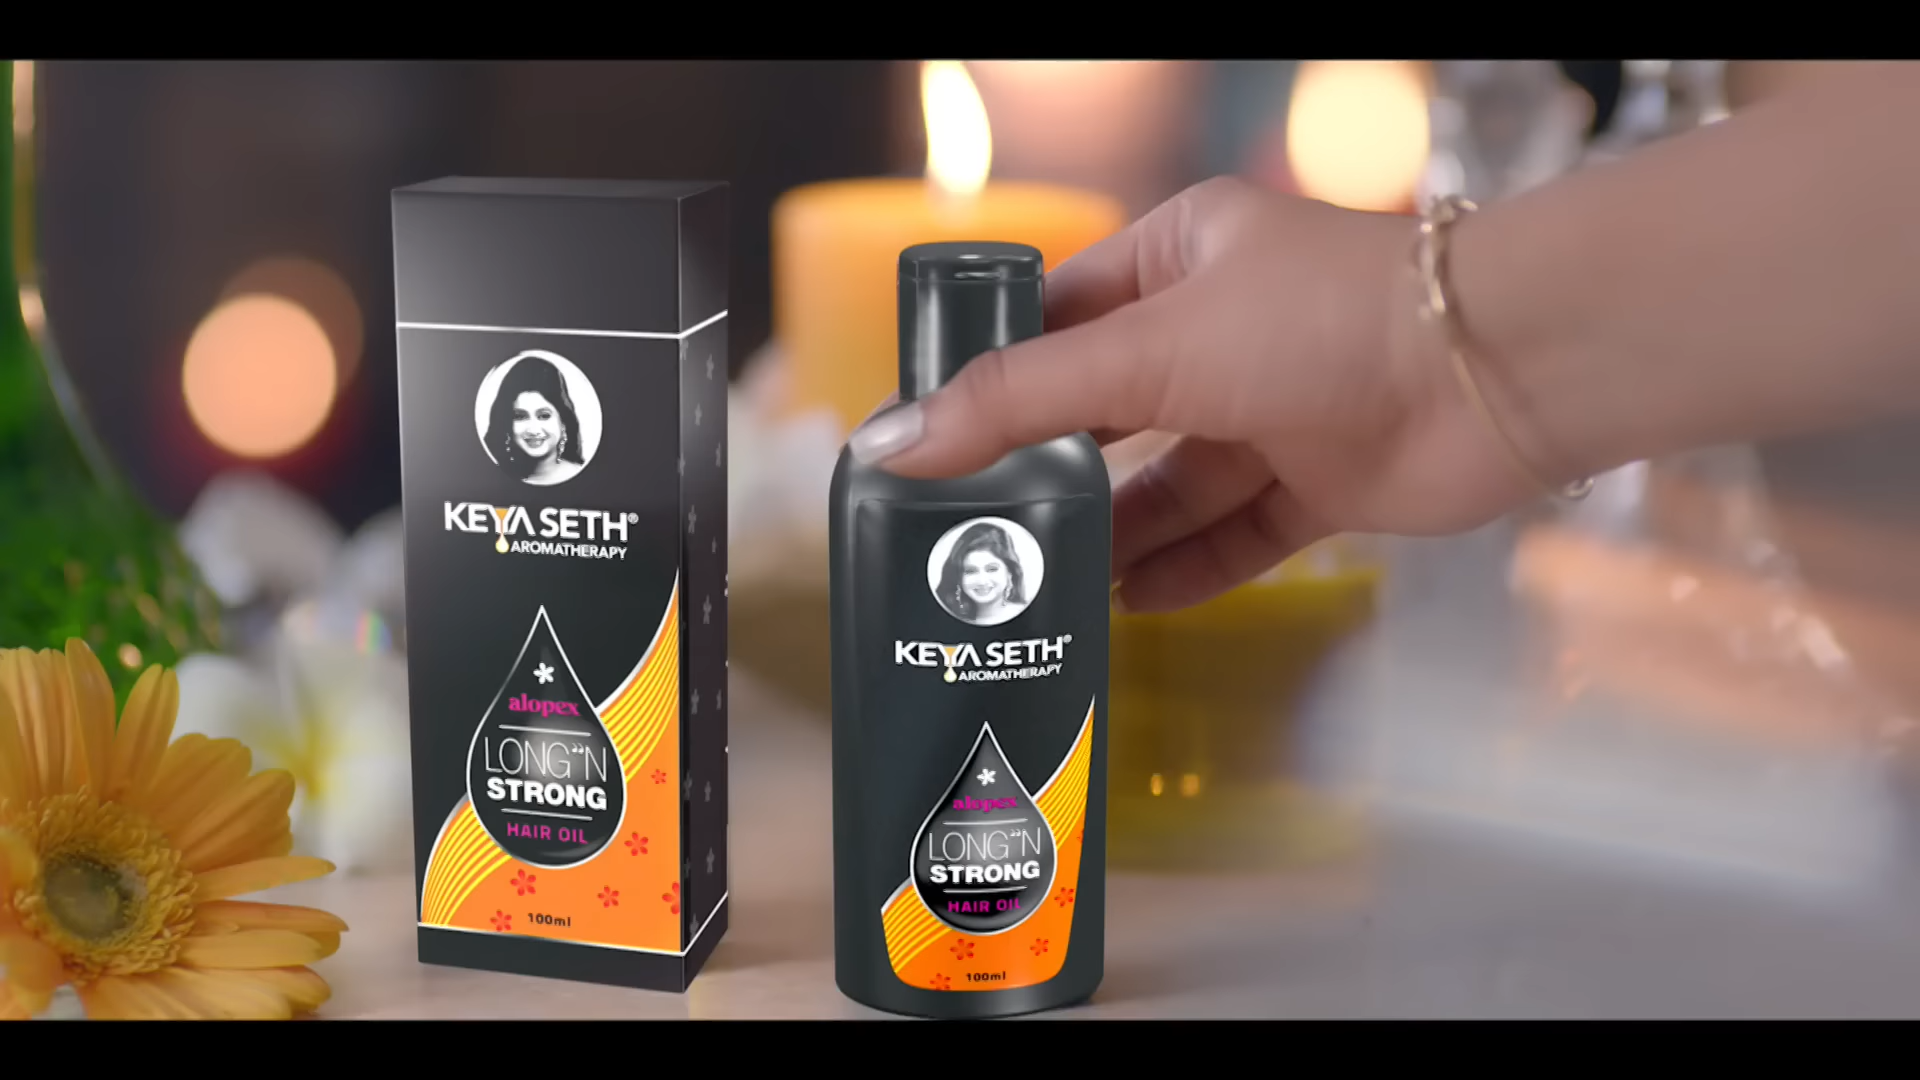 KEYA SETH®
AROMATHERAPY
alopex
LONG"N
STRONG
HAIR OIL
100ml
KEYA SETH®
AROMATHERAPY
alopex
LONG"N
STRONG
HAIR OIL
100ml